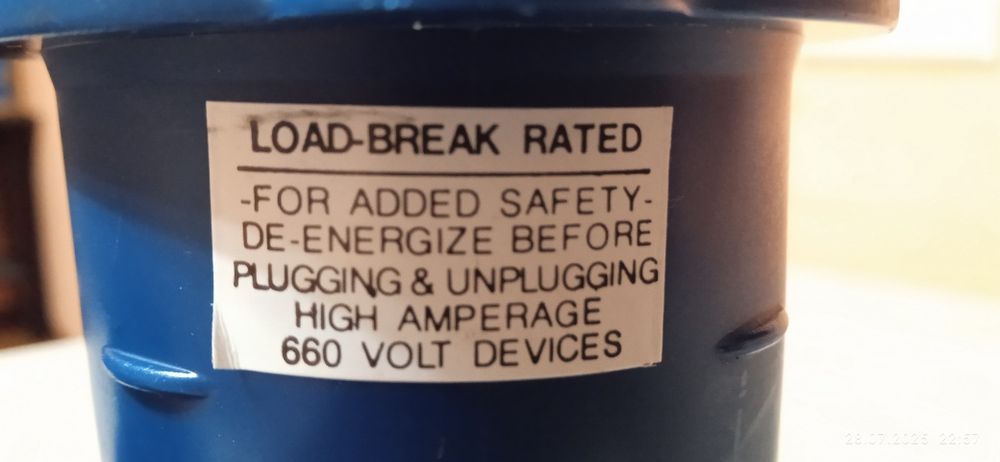 LOAD-BREAK RATED
-FOR ADDED SAFETY-
DE-ENERGIZE BEFORE
PLUGGING & UNPLUGGING
HIGH AMPERAGE
660 VOLT DEVICES
28.07.2025 22:57